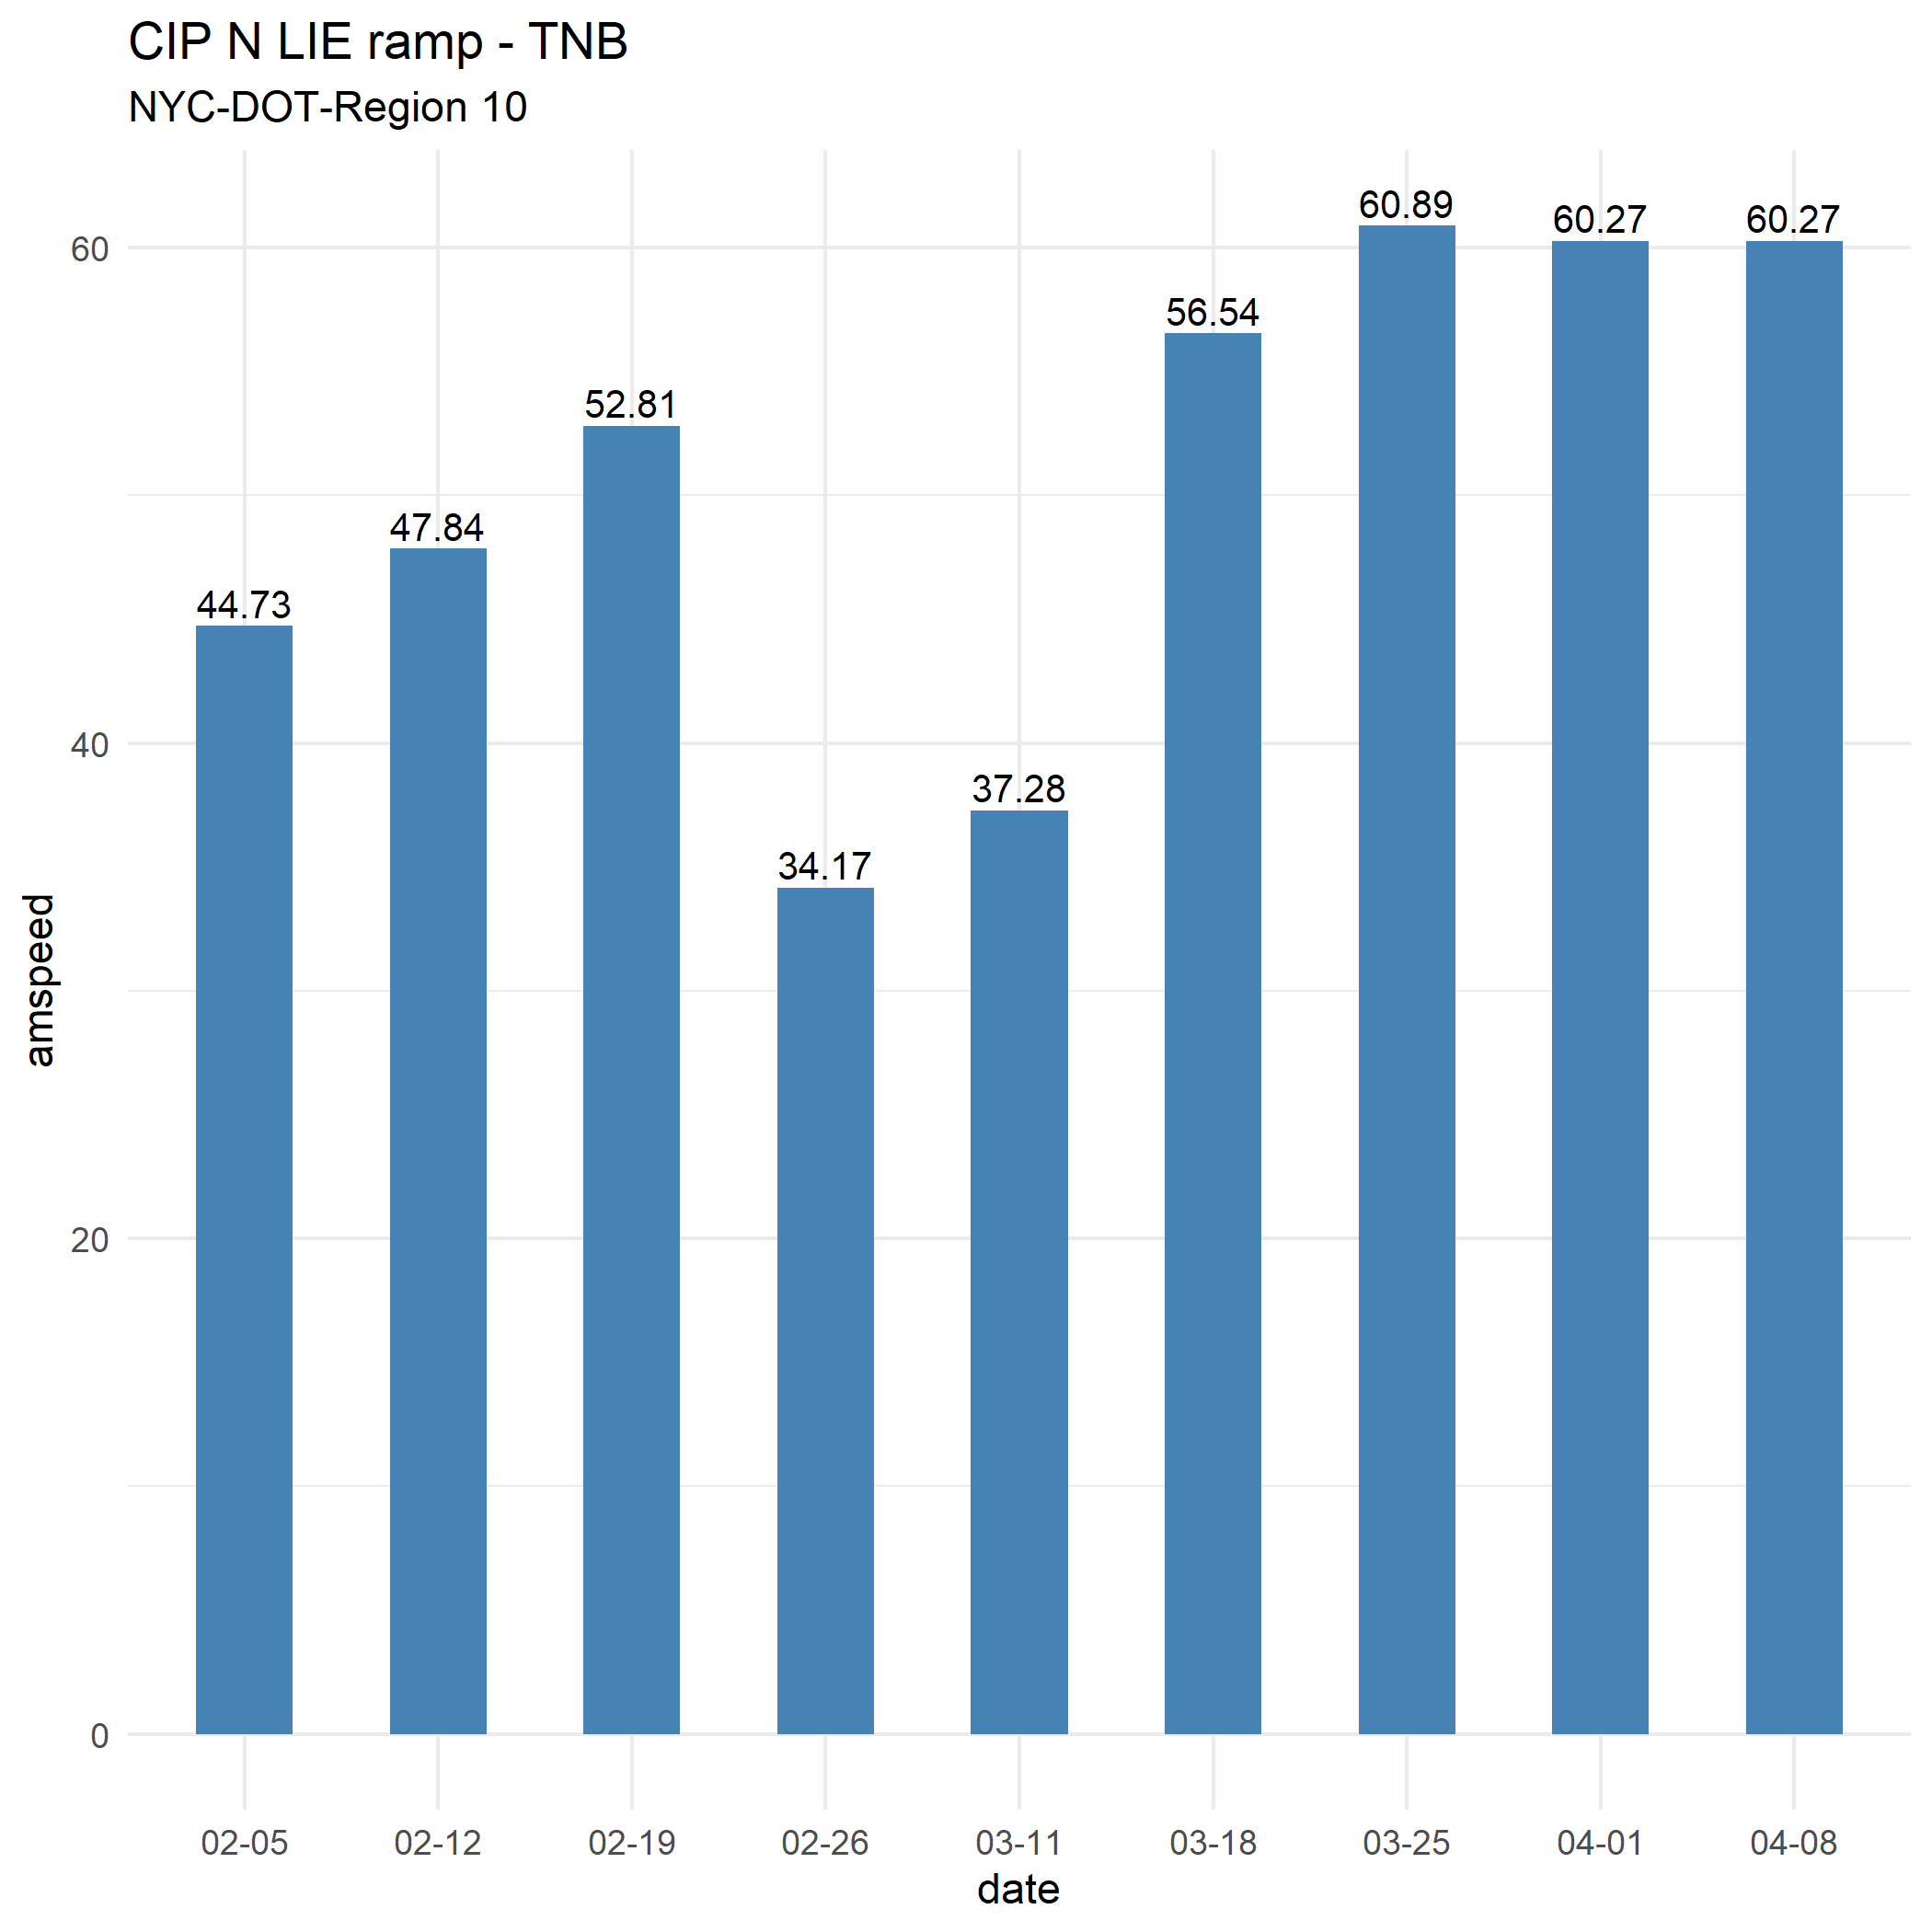 CIP N LIE ramp - TNB
NYC-DOT-Region 10
60.89
60.27
60.27
56.54
52.81
47.84
44.73
37.28
34.17
60
40
20
0
amspeed
02-05 02-12 02-19 02-26 03-11 03-18 03-25 04-01 04-08
date